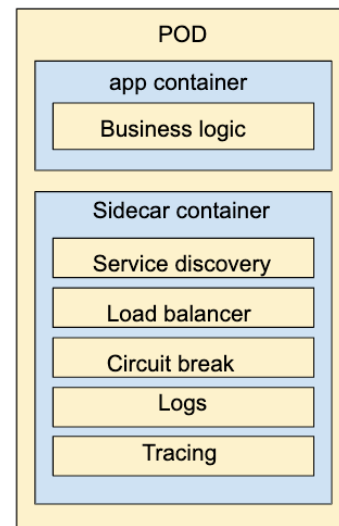 POD
app container
Business logic
Sidecar container
Service discovery
Load balancer
Circuit break
Logs
Tracing